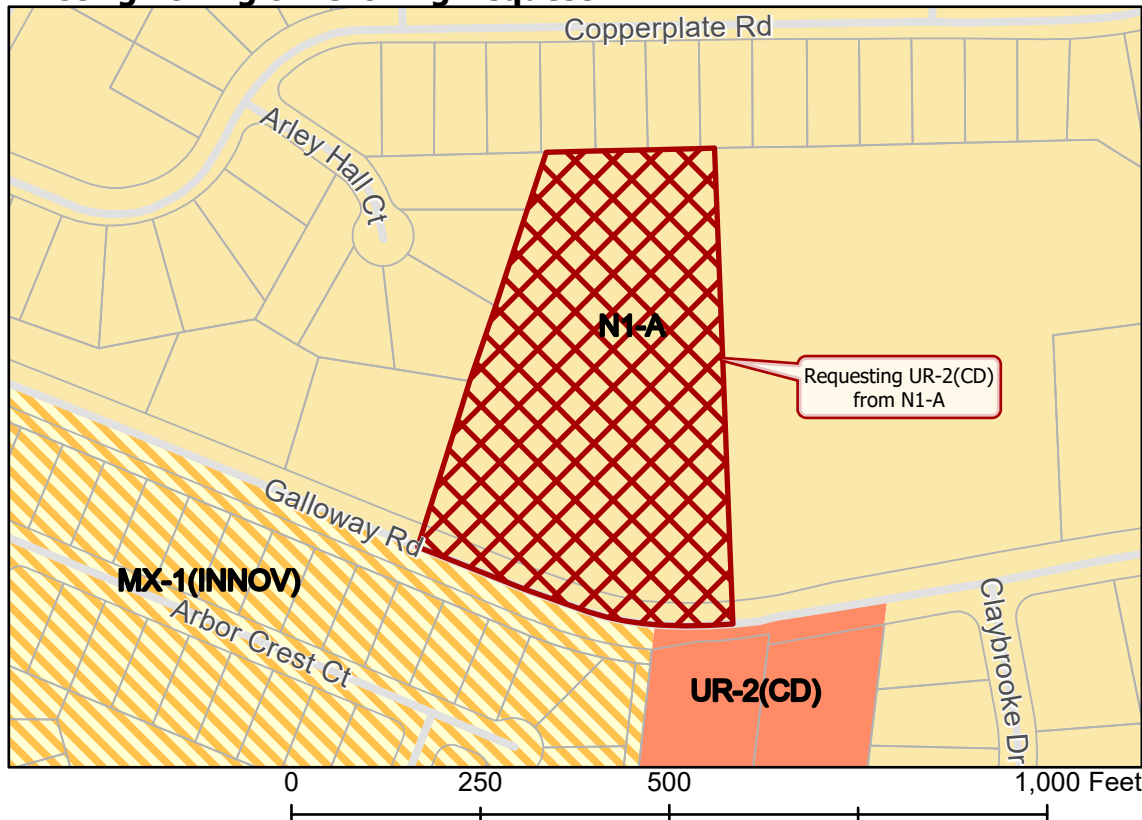 Copperplate Rd
Arley Hall Ct
N1-A
Requesting UR-2(CD)
from N1-A
Galloway Rd
MX-1(INNOV)
Arbor Crest Ct
UR-2(CD)
Claybrooke Dr
0 250 500 1,000 Feet